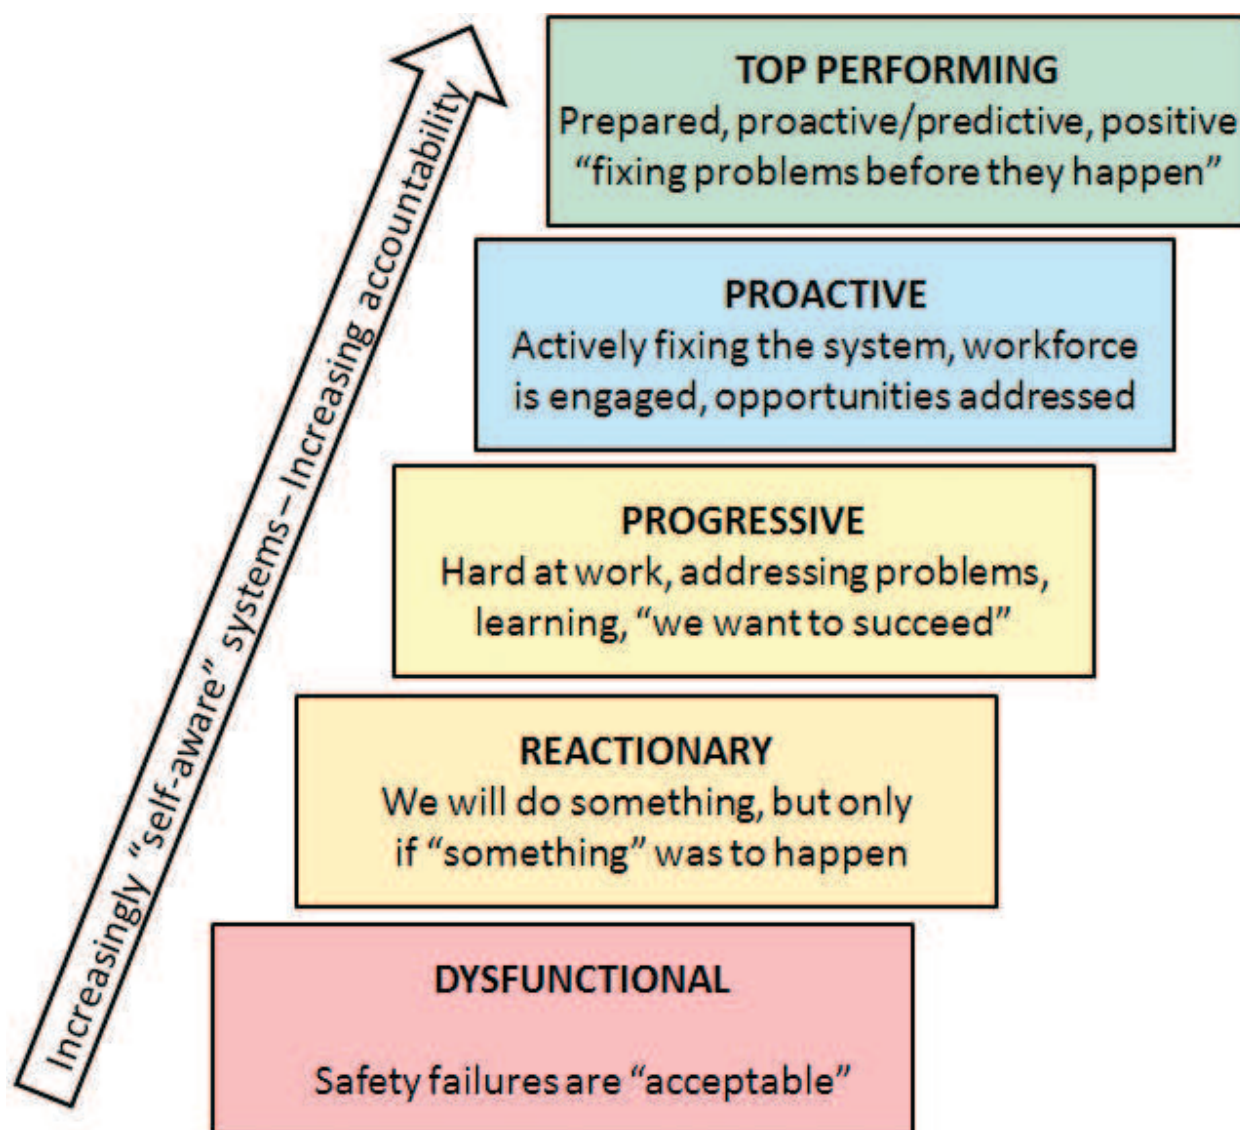 TOP PERFORMING
Prepared, proactive/predictive, positive
“fixing problems before they happen”
PROACTIVE
Actively fixing the system, workforce
is engaged, opportunities addressed
PROGRESSIVE
Hard at work, addressing problems,
learning, “we want to succeed”
REACTIONARY
We will do something, but only
if “something” was to happen
DYSFUNCTIONAL
Safety failures are “acceptable”
Increasingly “self-aware” systems – Increasing accountability